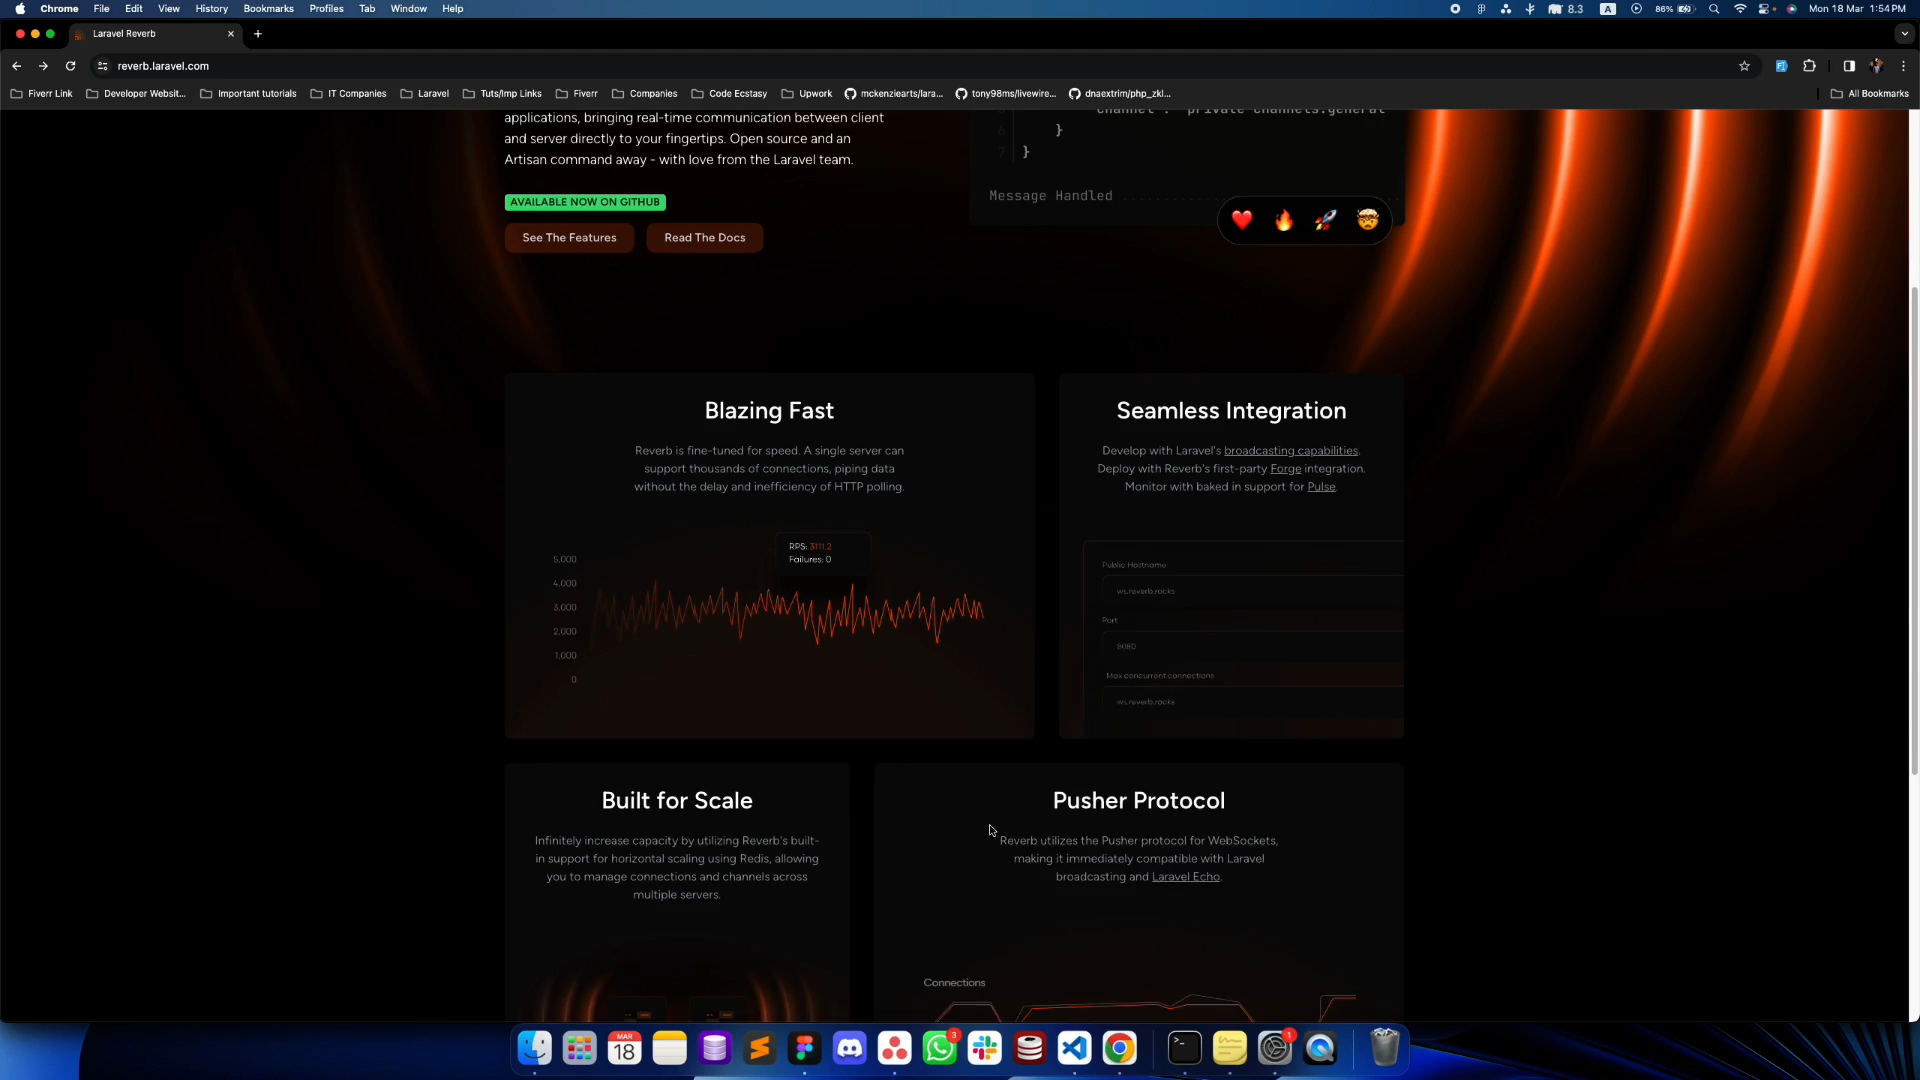 Chrome File Edit View History Bookmarks Profiles Tab Window Help
8.3 A 86% Mon 18 Mar 1:54PM
Laravel Reverb
reverb.laravel.com
Fiverr Link Developer Websit... Important tutorials IT Companies Laravel Tuts/Imp Links Fiverr Companies Code Ecstasy Upwork mckenziearts/lara... tony98ms/livewire... dnaextrim/php_zkl... All Bookmarks
applications, bringing real-time communication between client
and server directly to your fingertips. Open source and an
Artisan command away - with love from the Laravel team.
AVAILABLE NOW ON GITHUB
See The Features Read The Docs
6 }
7 }
Message Handled
Blazing Fast
Reverb is fine-tuned for speed. A single server can
support thousands of connections, piping data
without the delay and inefficiency of HTTP polling.
RPS: 3111.2
Failures: 0
5,000
4,000
3,000
2,000
1,000
0
Seamless Integration
Develop with Laravel's broadcasting capabilities.
Deploy with Reverb's first-party Forge integration.
Monitor with baked in support for Pulse.
Public Hostname
ws.reverb.rocks
Port
8080
Max concurrent connections
ws.reverb.rocks
Built for Scale
Infinitely increase capacity by utilizing Reverb's built-
in support for horizontal scaling using Redis, allowing
you to manage connections and channels across
multiple servers.
Pusher Protocol
Reverb utilizes the Pusher protocol for WebSockets,
making it immediately compatible with Laravel
broadcasting and Laravel Echo.
Connections
MAR
18
3
1